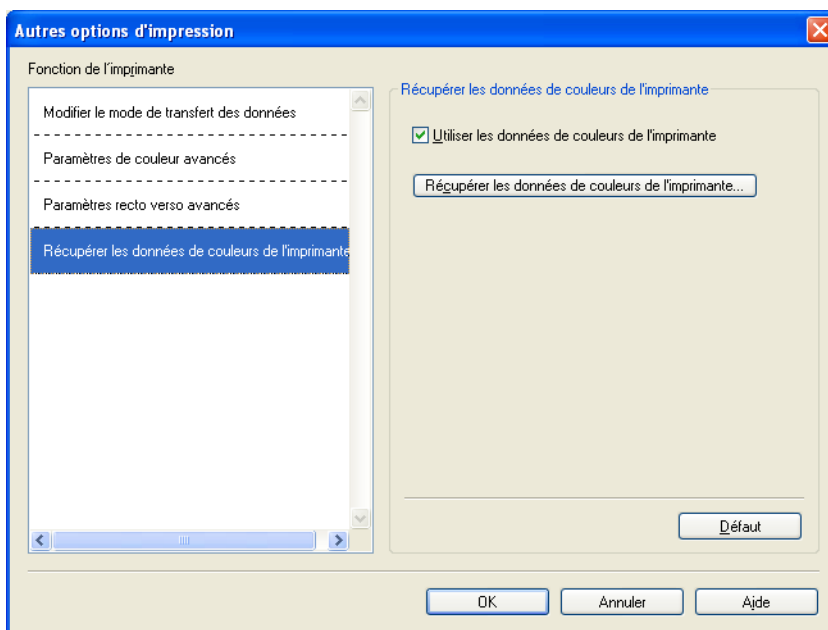 Autres options d'impression
Fonction de l'imprimante
Modifier le mode de transfert des données
Paramètres de couleur avancés
Paramètres recto verso avancés
Récupérer les données de couleurs de l'imprimante
Récupérer les données de couleurs de l'imprimante
Utiliser les données de couleurs de l'imprimante
Récupérer les données de couleurs de l'imprimante...
Défaut
OK
Annuler
Aide